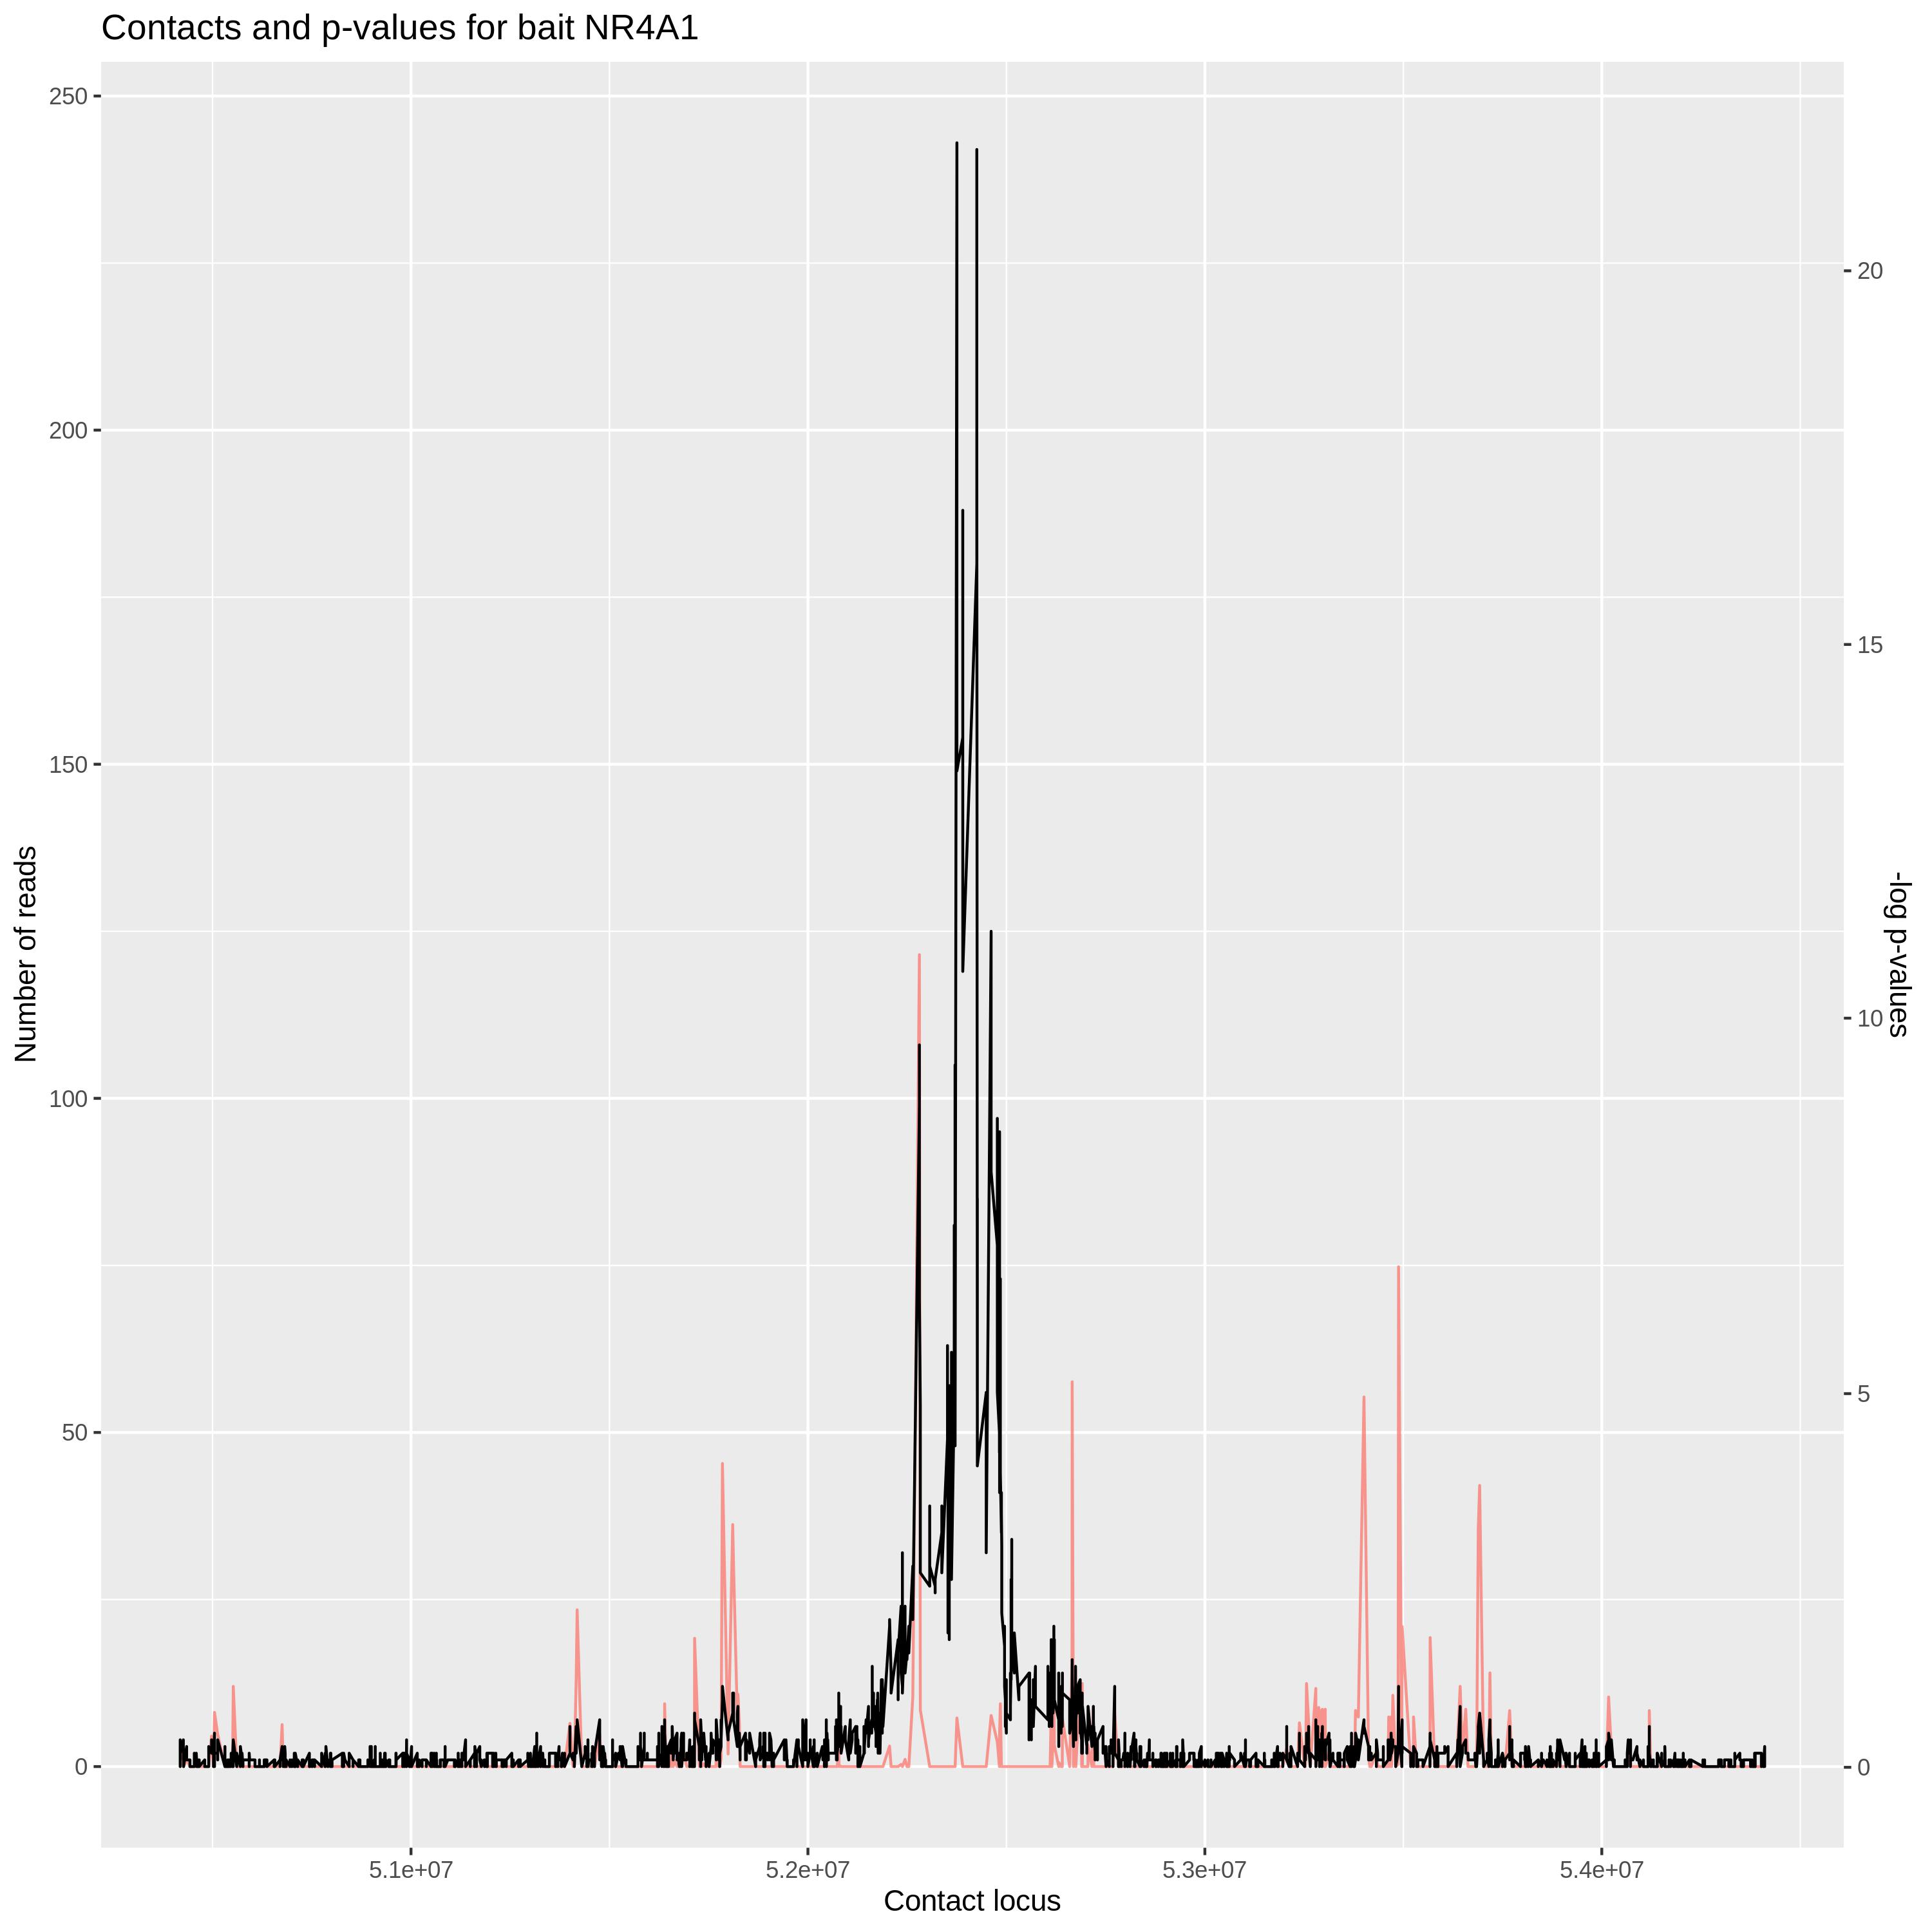 Contacts and p-values for bait NR4A1
250
200
150
100
50
0
Number of reads
20
15
10
5
0
-log p-values
5.1e+07
5.2e+07
5.3e+07
5.4e+07
Contact locus